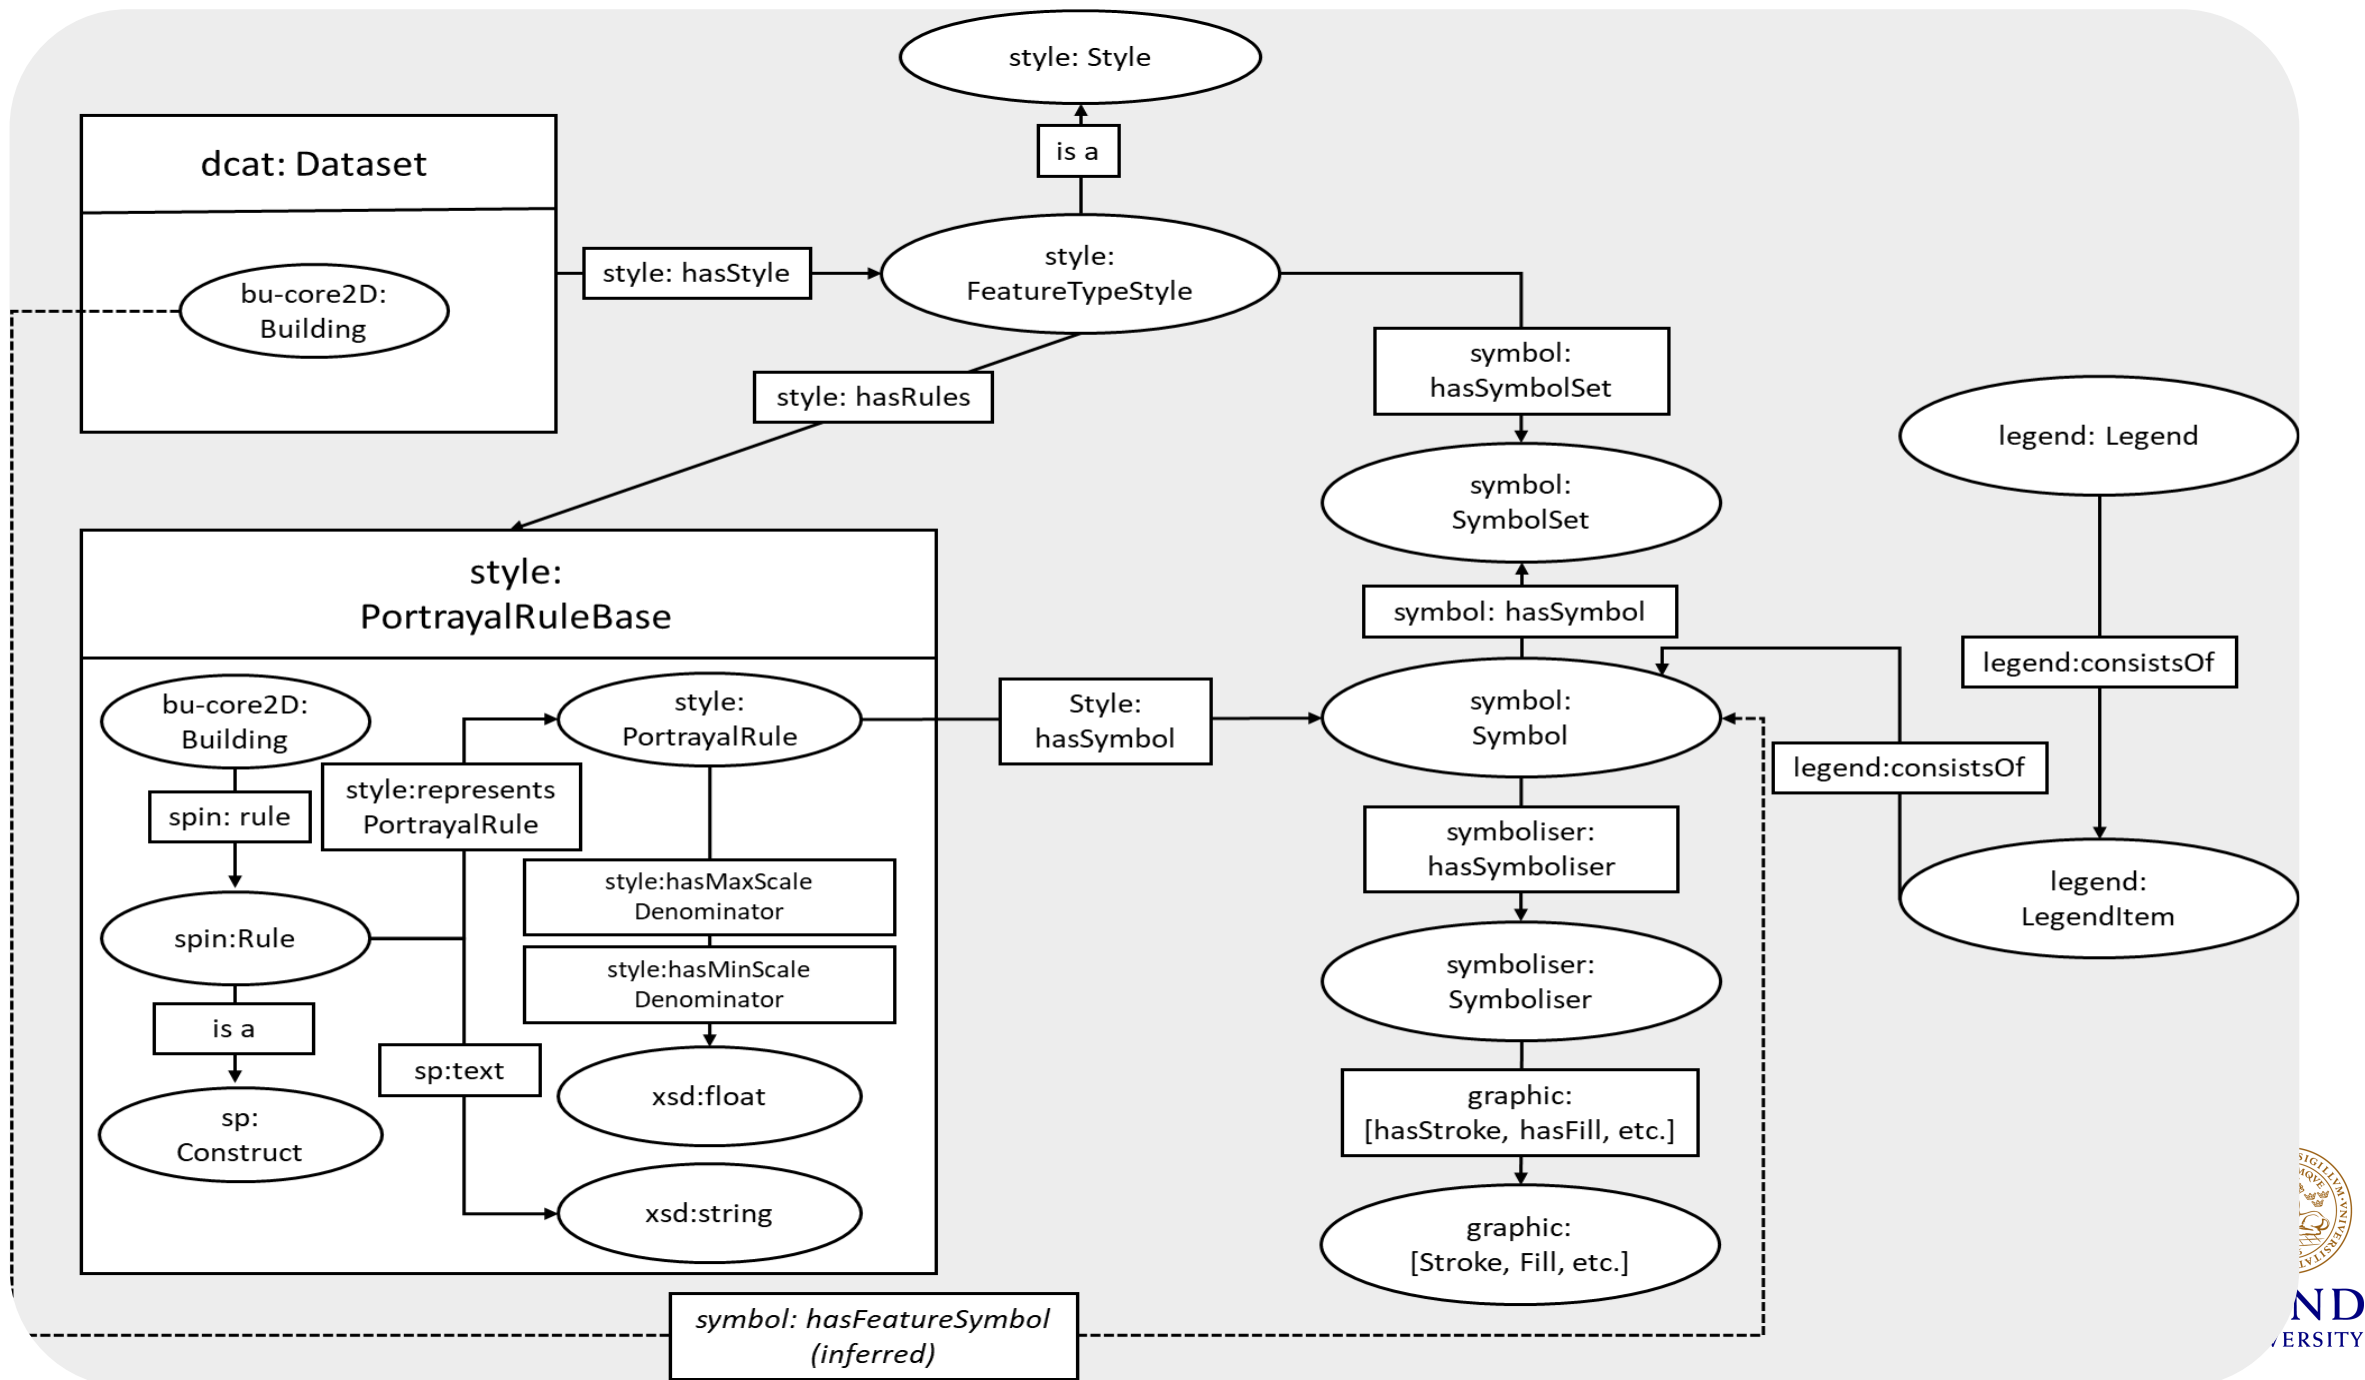 style: Style
is a
dcat: Dataset
style: hasStyle
style:
FeatureTypeStyle
bu-core2D:
Building
symbol:
hasSymbolSet
style: hasRules
legend: Legend
symbol:
SymbolSet
style:
PortrayalRuleBase
symbol: hasSymbol
legend:consistsOf
bu-core2D:
Building
style:
PortrayalRule
Style:
hasSymbol
symbol:
Symbol
legend:consistsOf
style:represents
PortrayalRule
spin: rule
symboliser:
hasSymboliser
style:hasMaxScale
Denominator
legend:
LegendItem
spin:Rule
style:hasMinScale
Denominator
symboliser:
Symboliser
is a
sp:text
xsd:float
graphic:
[hasStroke, hasFill, etc.]
sp:
Construct
xsd:string
graphic:
[Stroke, Fill, etc.]
symbol: hasFeatureSymbol
(inferred)
ND
ERSITY